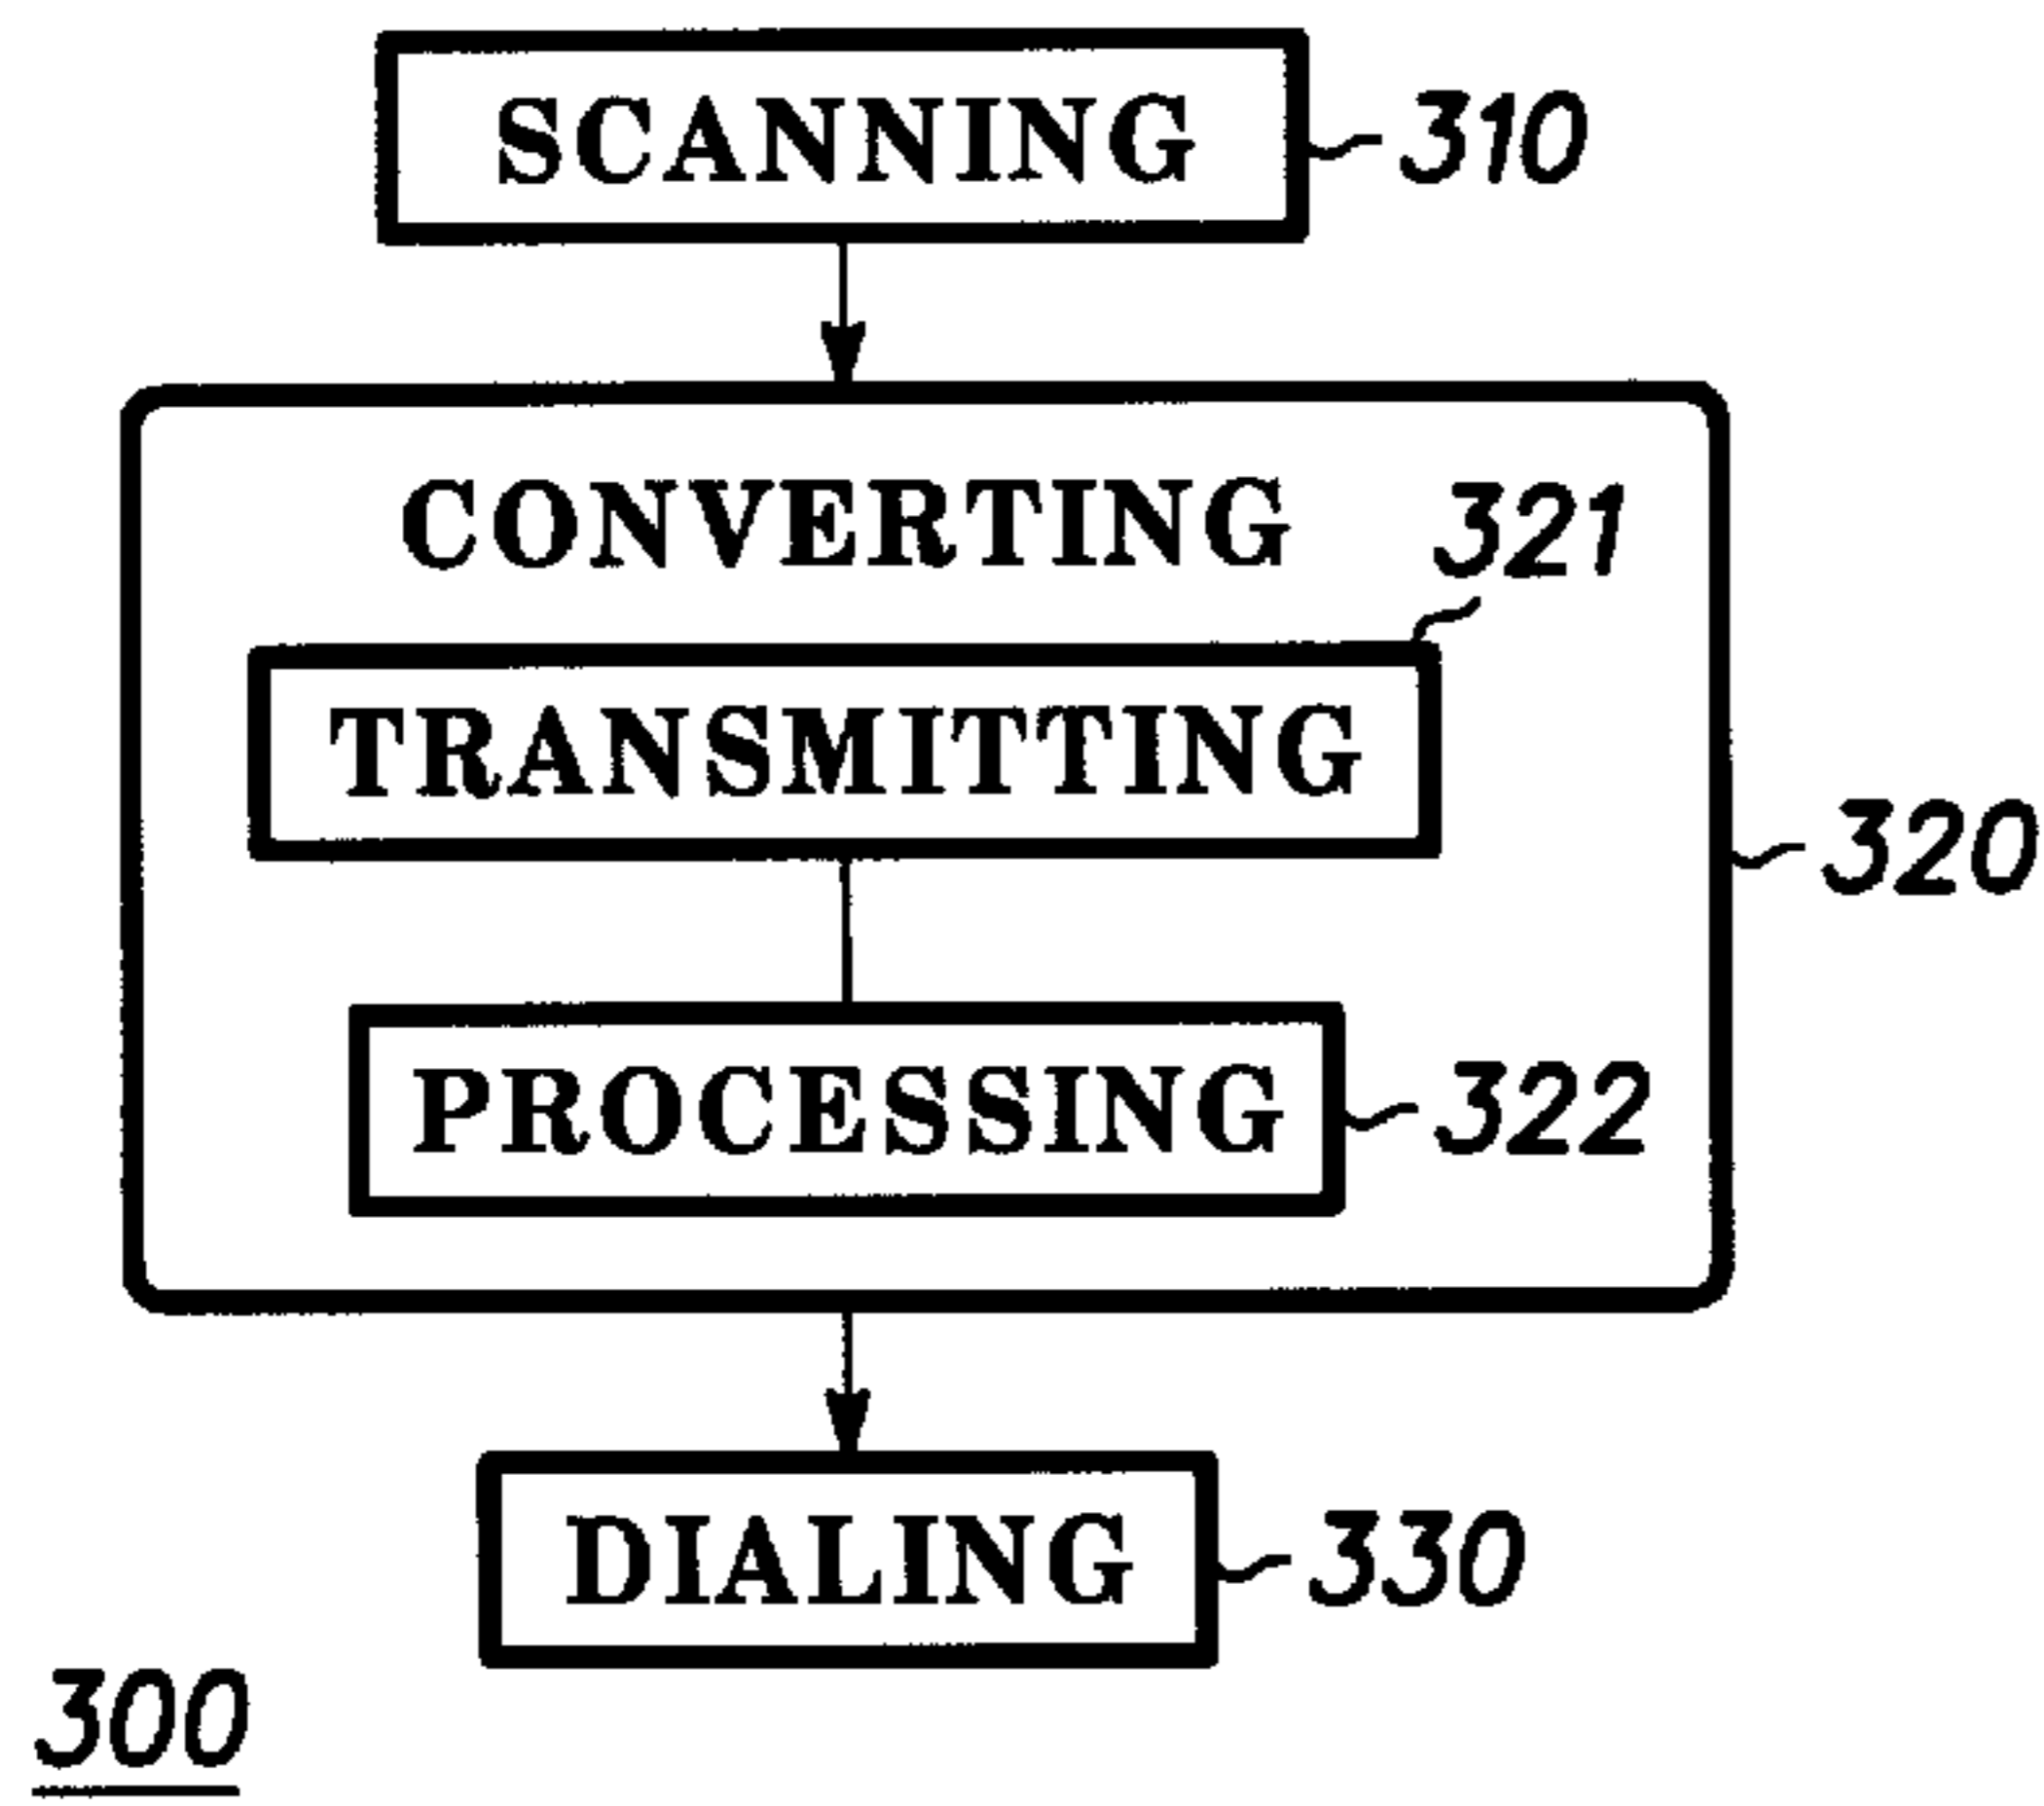 SCANNING 310
CONVERTING 321
TRANSMITTING
320
PROCESSING 322
DIALING 330
300